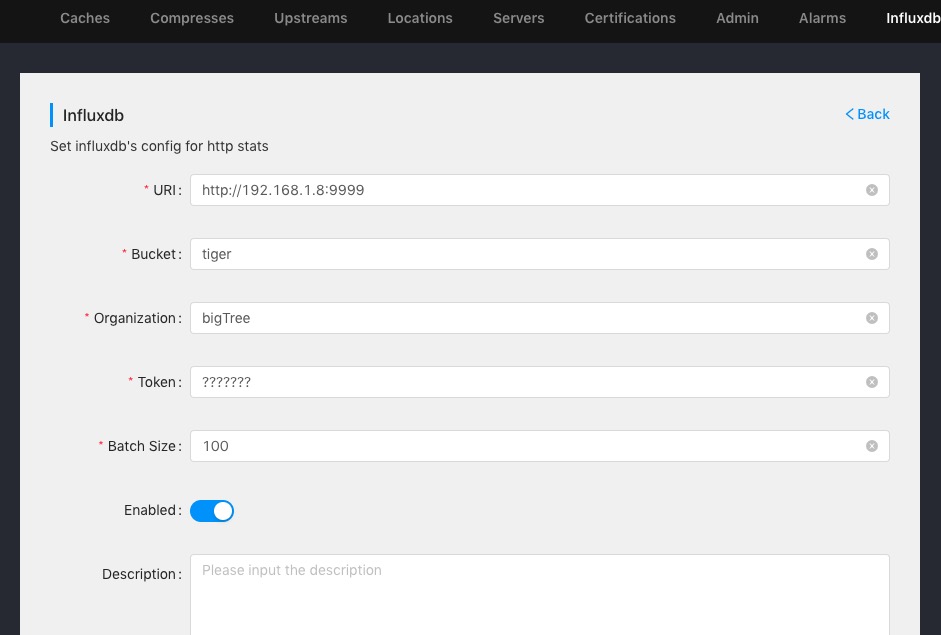 Caches Compresses Upstreams Locations Servers Certifications Admin Alarms Influxdb
Influxdb
< Back
Set influxdb's config for http stats
* URI: http://192.168.1.8:9999
* Bucket: tiger
* Organization: bigTree
* Token: ???????
* Batch Size: 100
Enabled:
Description: Please input the description